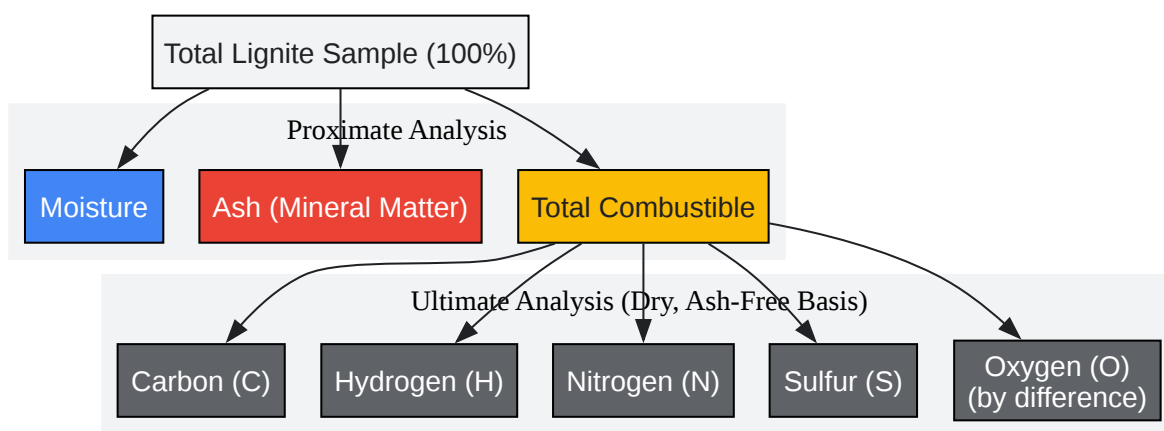 Total Lignite Sample (100%)
Proximate Analysis
Moisture
Ash (Mineral Matter)
Total Combustible
Ultimate Analysis (Dry, Ash-Free Basis)
Carbon (C)
Hydrogen (H)
Nitrogen (N)
Sulfur (S)
Oxygen (O)
(by difference)